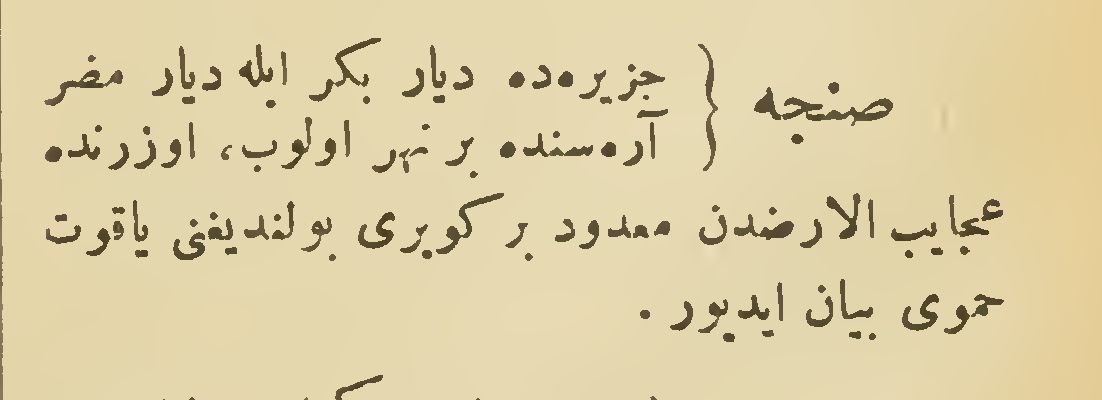 صنجه { جزیره‌ده دیار بکر ایله دیار مضر
آره‌سنده بر نهر اولوب، اوزرنده
عجایب الارضدن معدود بر کوپری بولندیغنی یاقوت
حموی بیان ایدیور.